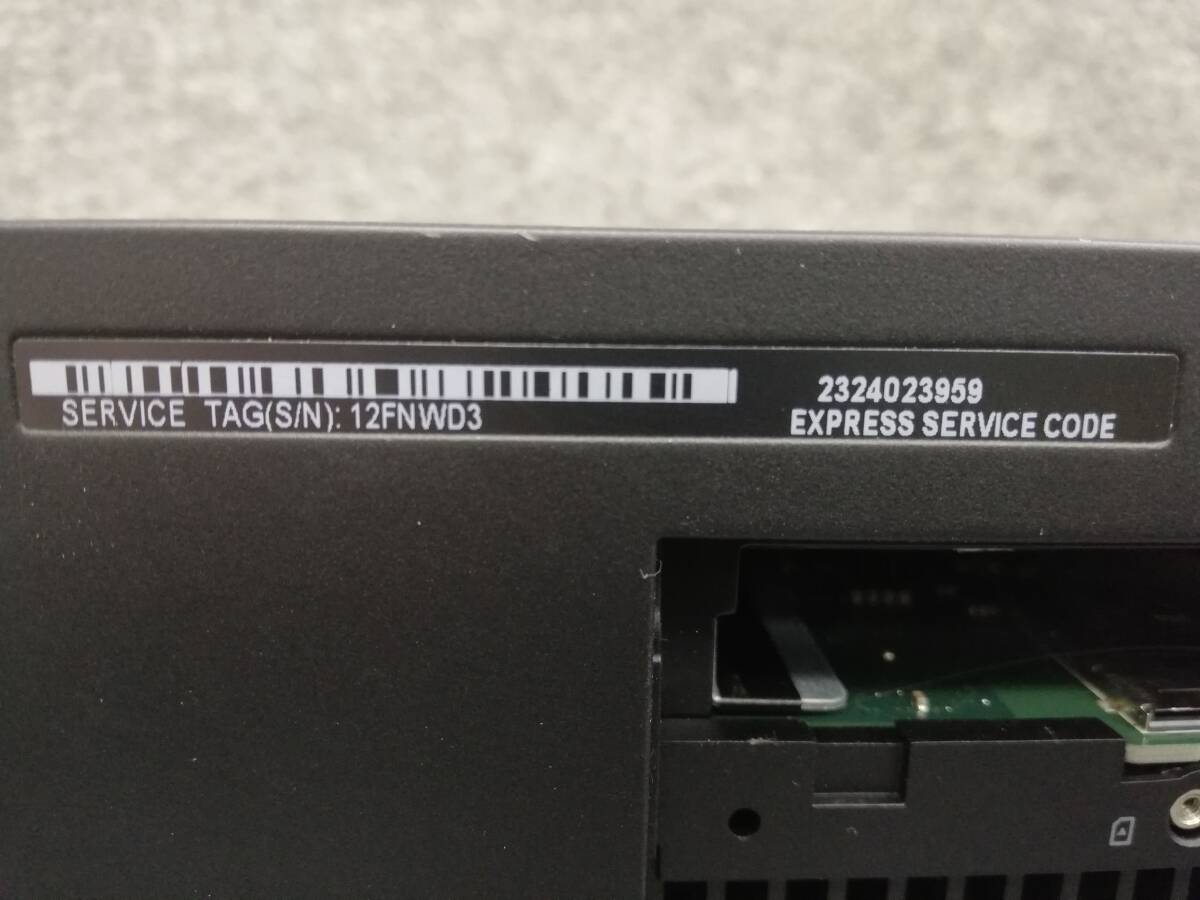 SERVICE TAG(S/N): 12FNWD3
2324023959
EXPRESS SERVICE CODE